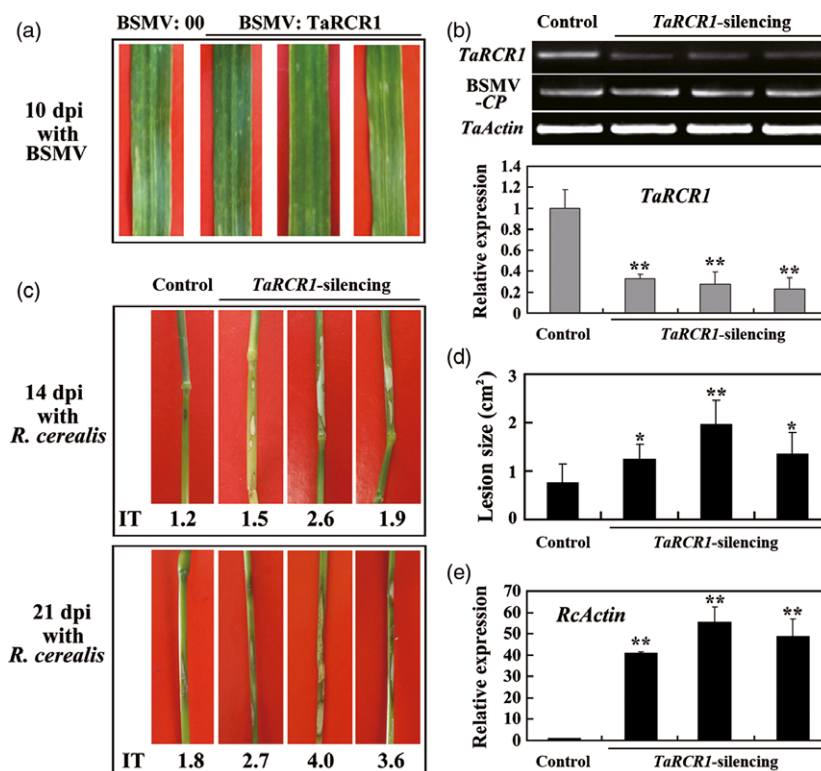 (a)
BSMV: 00 BSMV: TaRCR1
10 dpi
with
BSMV
(b)
Control TaRCR1-silencing
TaRCR1
BSMV
-CP
TaActin
Relative expression
1.4
1.2
1
0.8
0.6
0.4
0.2
0
TaRCR1
** ** **
Control TaRCR1-silencing
(c)
Control TaRCR1-silencing
14 dpi
with
R. cerealis
IT 1.2 1.5 2.6 1.9
21 dpi
with
R. cerealis
IT 1.8 2.7 4.0 3.6
(d)
Lesion size (cm²)
3
2
1
0
* ** *
Control TaRCR1-silencing
(e)
Relative expression
70
60
50
40
30
20
10
0
RcActin
** ** **
Control TaRCR1-silencing